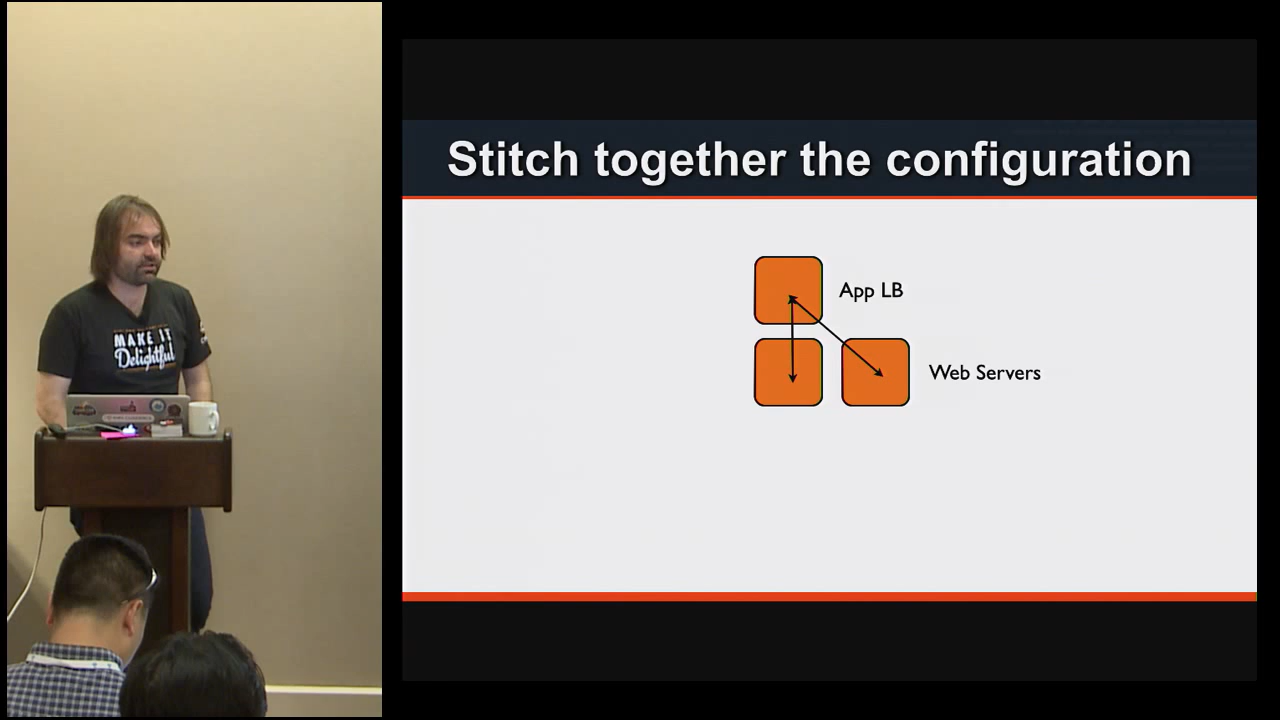 Stitch together the configuration
App LB
Web Servers
MAKE IT
Delightful